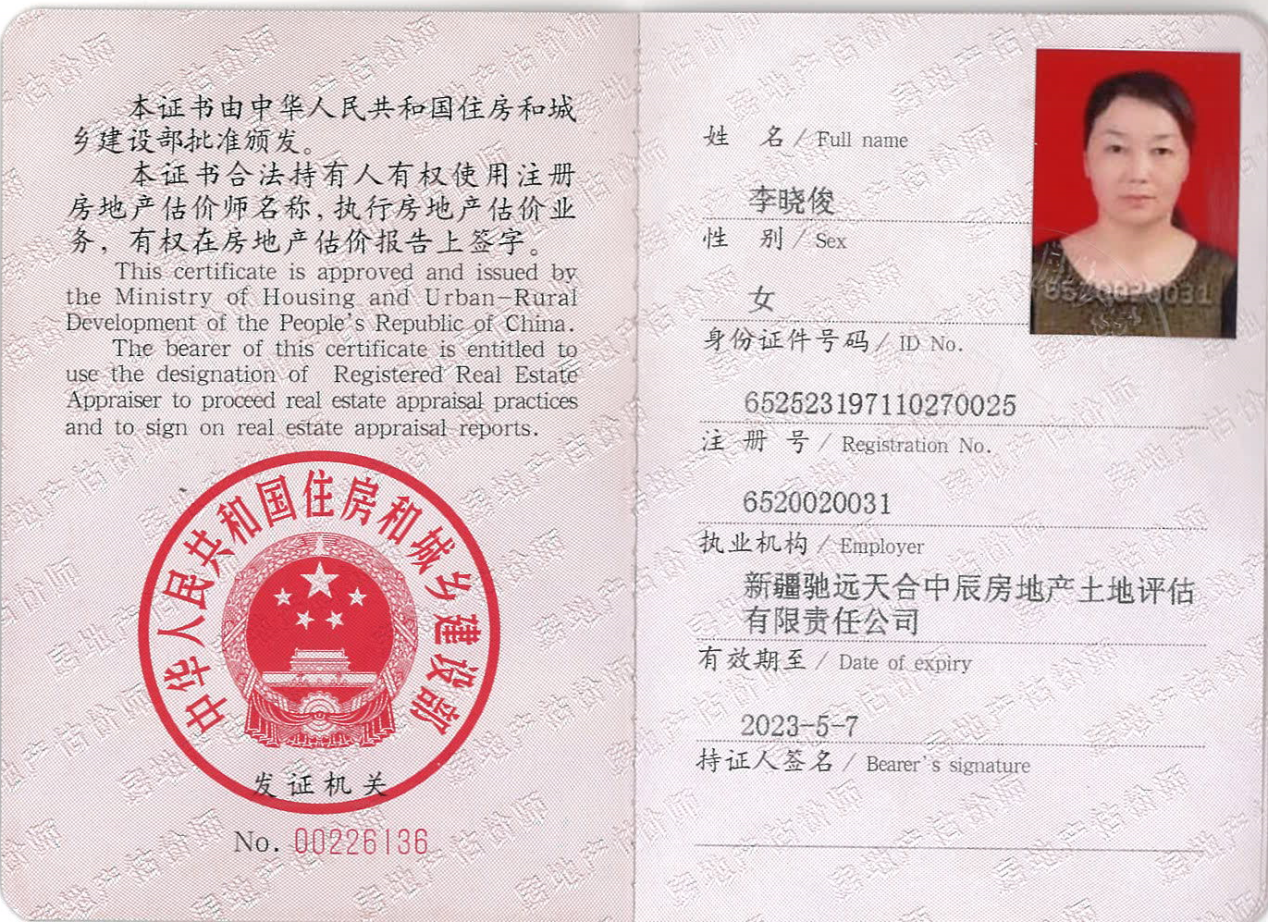 本证书由中华人民共和国住房和城
乡建设部批准颁发。
本证书合法持有人有权使用注册
房地产估价师名称,执行房地产估价业
务,有权在房地产估价报告上签字。
This certificate is approved and issued by
the Ministry of Housing and Urban-Rural
Development of the People's Republic of China.
The bearer of this certificate is entitled to
use the designation of Registered Real Estate
Appraiser to proceed real estate appraisal practices
and to sign on real estate appraisal reports.
中华人民共和国住房和城乡建设部
发证机关
No. 00226136
姓 名 / Full name
李晓俊
性 别 / Sex
女
身份证件号码 / ID No.
652523197110270025
注 册 号 / Registration No.
6520020031
执业机构 / Employer
新疆驰远天合中辰房地产土地评估
有限责任公司
有效期至 / Date of expiry
2023-5-7
持证人签名 / Bearer's signature
6520020031